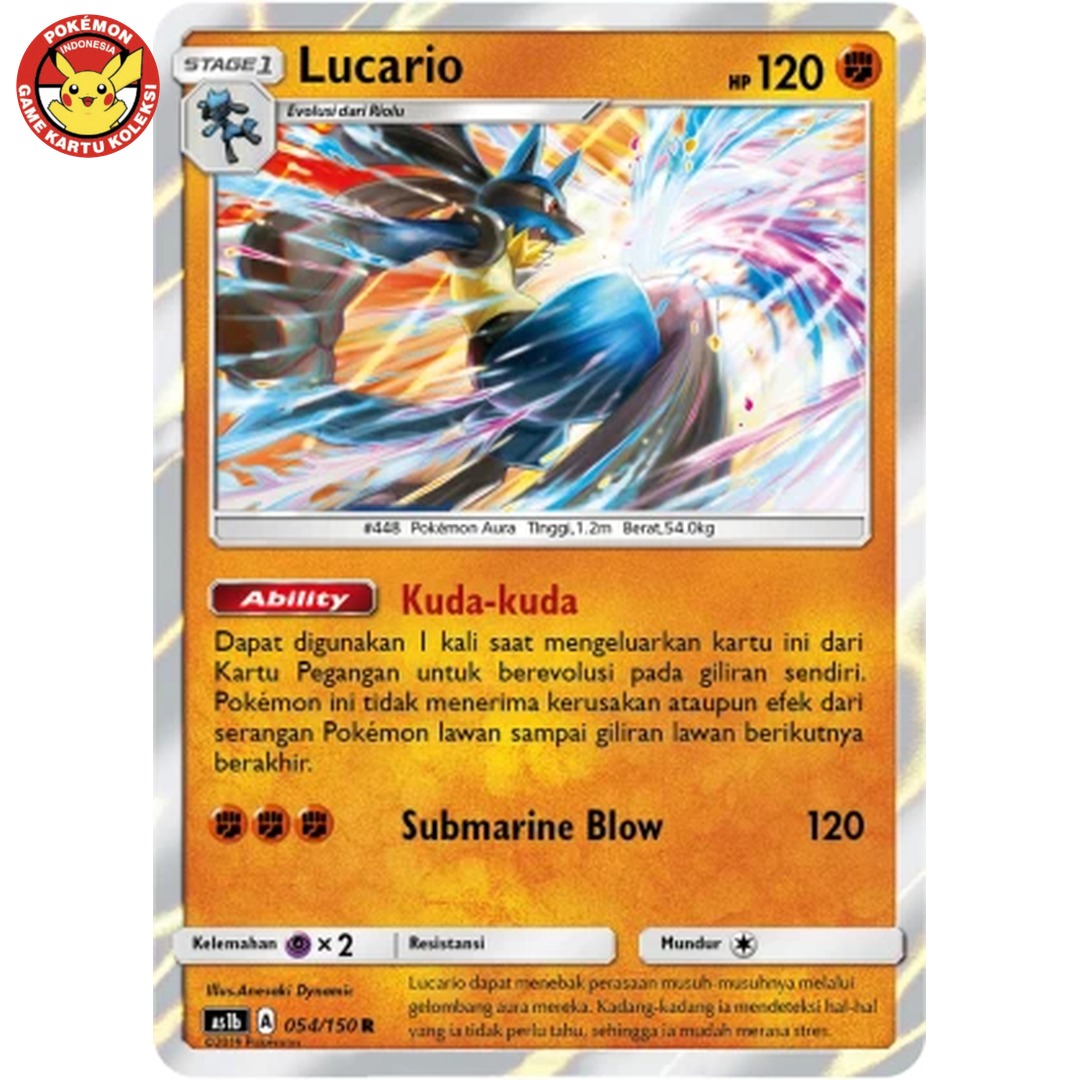 POKÉMON
INDONESIA
GAME KARTU KOLEKSI
STAGE 1
Lucario
HP 120
Evolusi dari Riolu
#448 Pokémon Aura TInggi.1.2m Berat.54.0kg
Ability Kuda-kuda
Dapat digunakan 1 kali saat mengeluarkan kartu ini dari
Kartu Pegangan untuk berevolusi pada giliran sendiri.
Pokémon ini tidak menerima kerusakan ataupun efek dari
serangan Pokémon lawan sampai giliran lawan berikutnya
berakhir.
Submarine Blow 120
Kelemahan ×2 Resistansi Mundur
Illus.Anesaki Dynamic
Lucario dapat menebak perasaan musuh-musuhnya melalui
gelombang aura mereka. Kadang-kadang ia mendeteksi hal-hal
yang ia tidak perlu tahu, sehingga ia mudah merasa stres.
as1b A 054/150 R
©2019 Pokémon